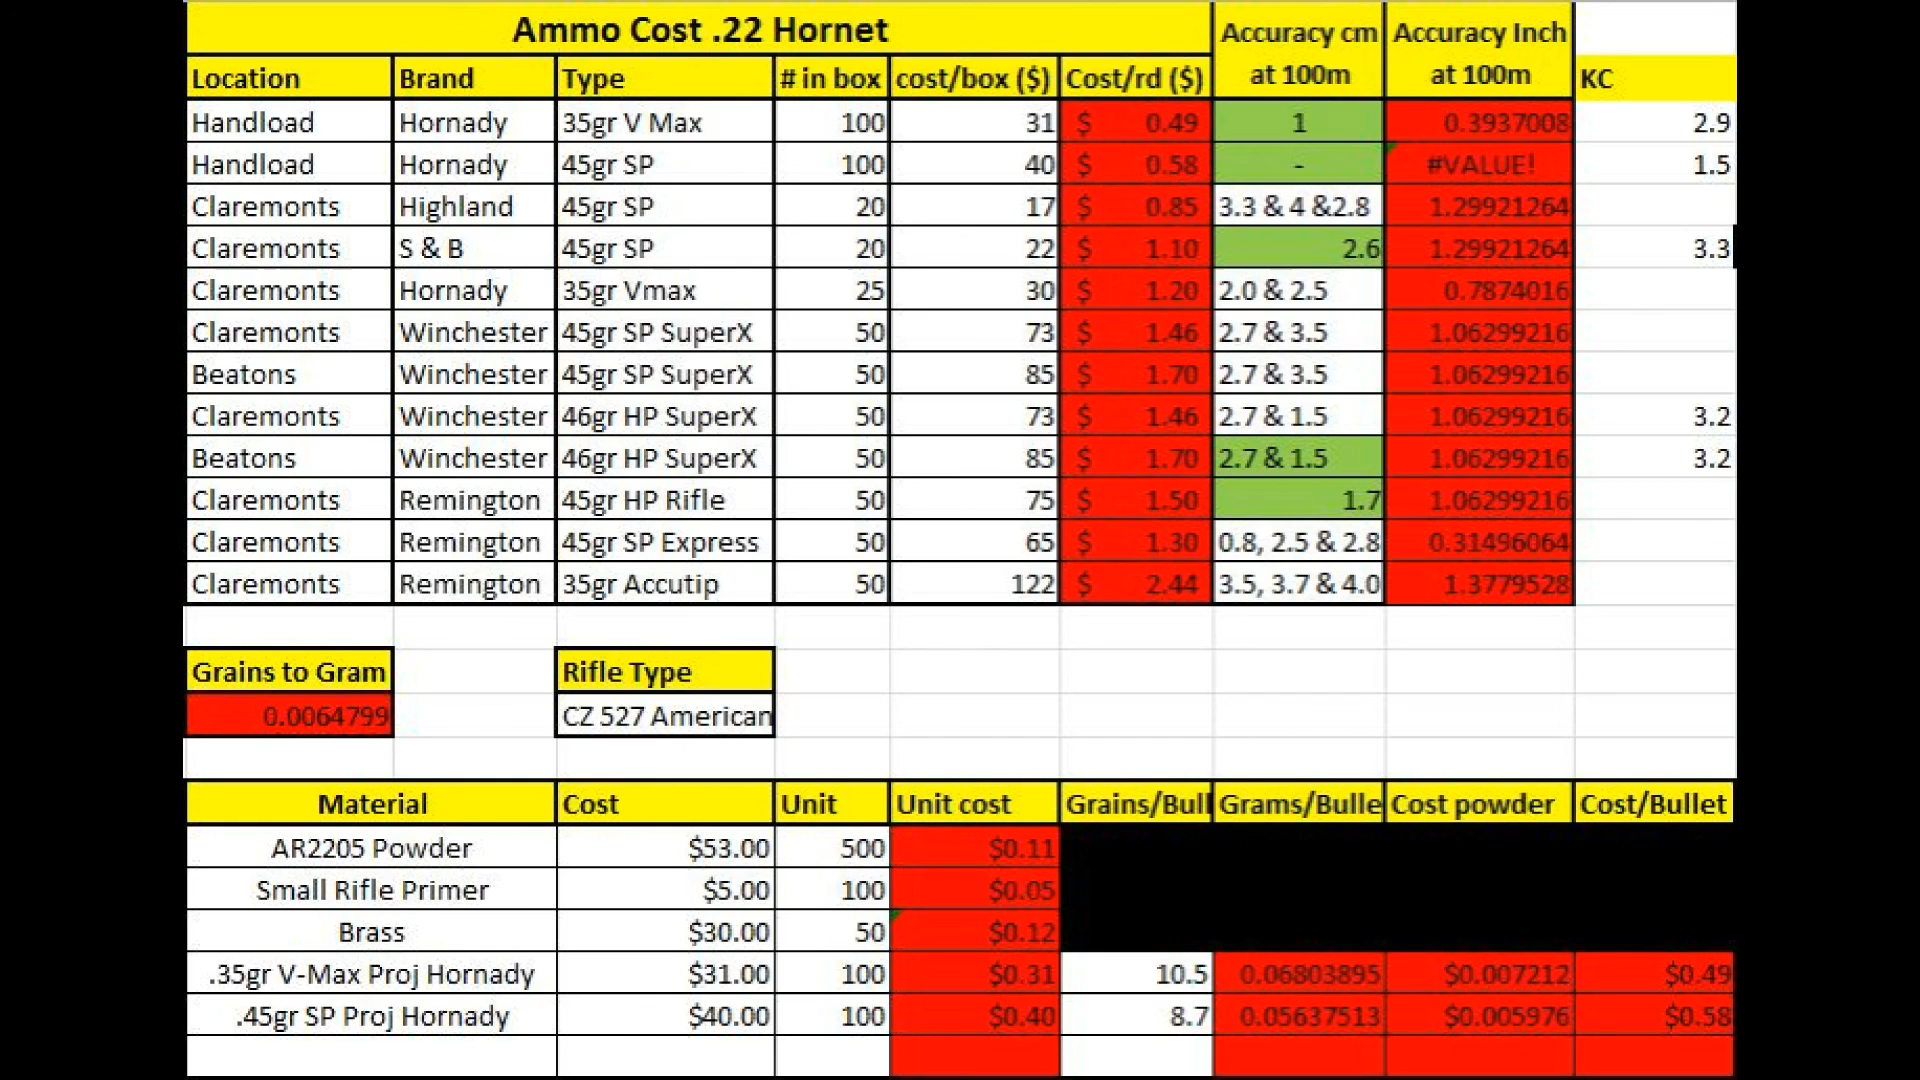 Ammo Cost .22 Hornet Accuracy cm at 100m Accuracy Inch at 100m
Location Brand Type # in box cost/box ($) Cost/rd ($) KC
Handload Hornady 35gr V Max 100 31 $ 0.49 1 0.3937008 2.9
Handload Hornady 45gr SP 100 40 $ 0.58 - #VALUE! 1.5
Claremonts Highland 45gr SP 20 17 $ 0.85 3.3 & 4 &2.8 1.29921264
Claremonts S & B 45gr SP 20 22 $ 1.10 2.6 1.29921264 3.3
Claremonts Hornady 35gr Vmax 25 30 $ 1.20 2.0 & 2.5 0.7874016
Claremonts Winchester 45gr SP SuperX 50 73 $ 1.46 2.7 & 3.5 1.06299216
Beatons Winchester 45gr SP SuperX 50 85 $ 1.70 2.7 & 3.5 1.06299216
Claremonts Winchester 46gr HP SuperX 50 73 $ 1.46 2.7 & 1.5 1.06299216 3.2
Beatons Winchester 46gr HP SuperX 50 85 $ 1.70 2.7 & 1.5 1.06299216 3.2
Claremonts Remington 45gr HP Rifle 50 75 $ 1.50 1.7 1.06299216
Claremonts Remington 45gr SP Express 50 65 $ 1.30 0.8, 2.5 & 2.8 0.31496064
Claremonts Remington 35gr Accutip 50 122 $ 2.44 3.5, 3.7 & 4.0 1.3779528
Grains to Gram Rifle Type
0.0064799 CZ 527 American
Material Cost Unit Unit cost Grains/Bull Grams/Bulle Cost powder Cost/Bullet
AR2205 Powder $53.00 500 $0.11
Small Rifle Primer $5.00 100 $0.05
Brass $30.00 50 $0.12
.35gr V-Max Proj Hornady $31.00 100 $0.31 10.5 0.06803895 $0.007212 $0.49
.45gr SP Proj Hornady $40.00 100 $0.40 8.7 0.05637513 $0.005976 $0.58